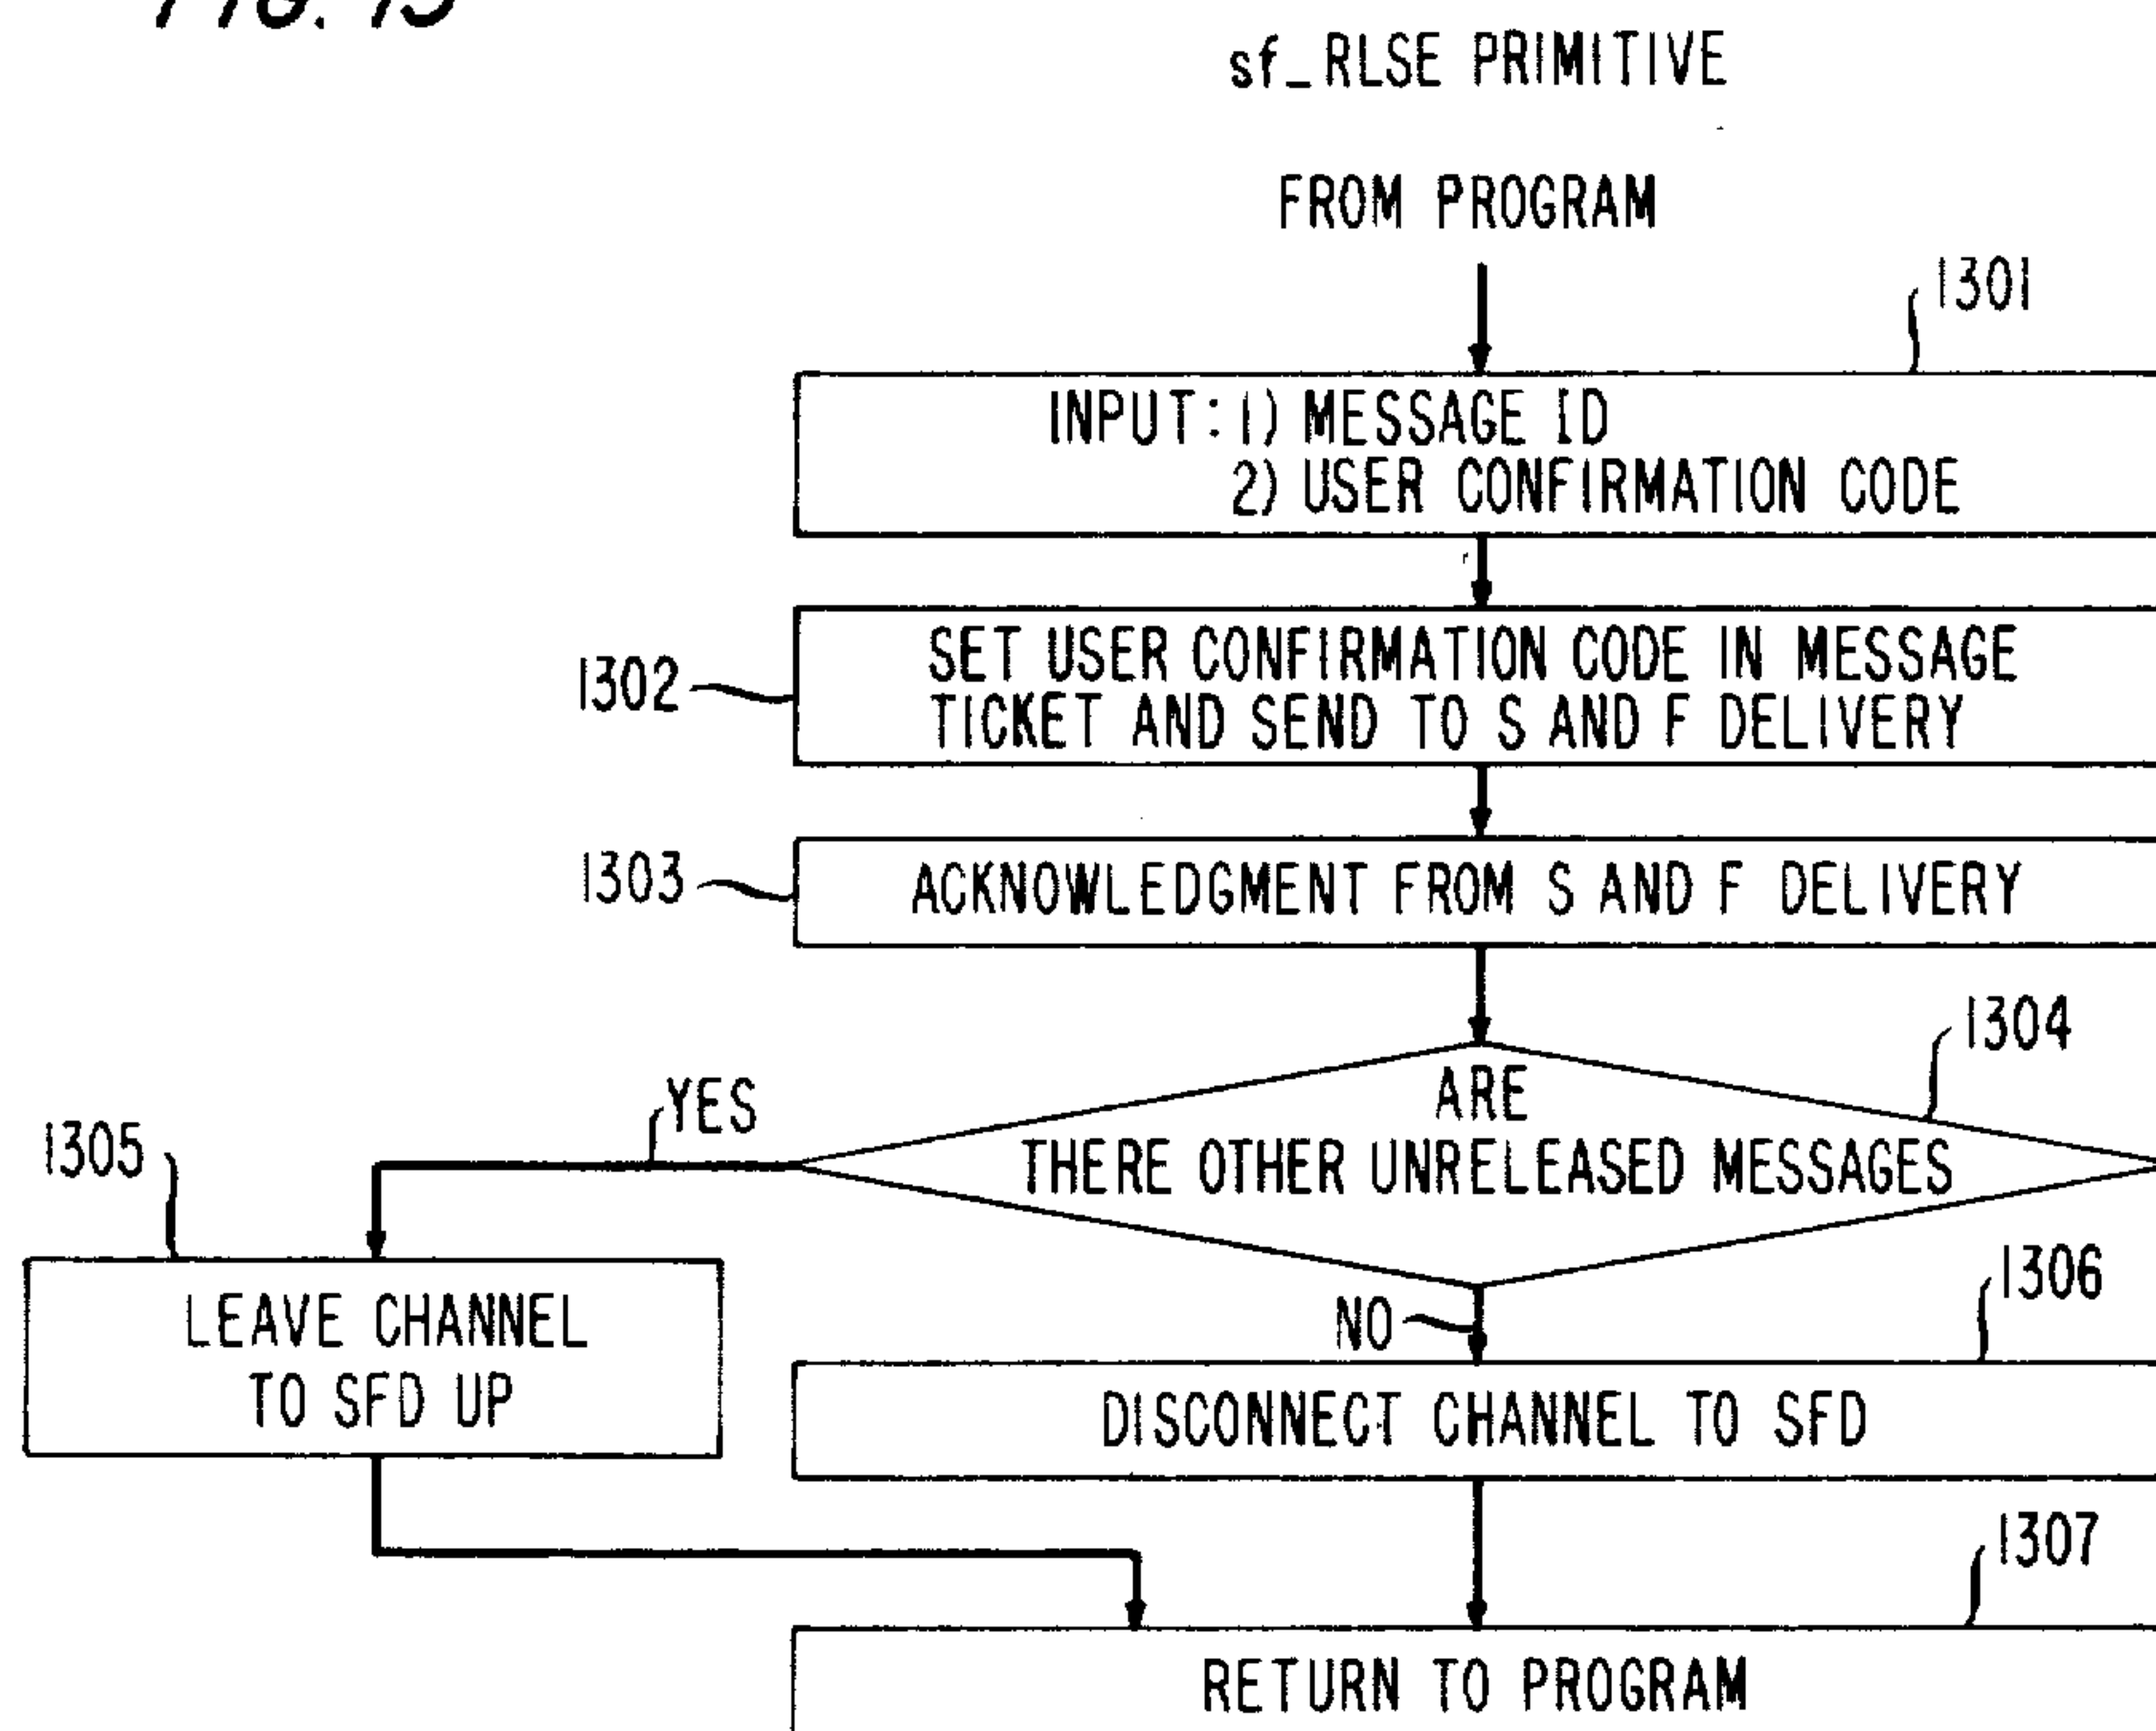 FIG. 13
sf_RLSE PRIMITIVE
FROM PROGRAM
1301
INPUT: 1) MESSAGE ID
2) USER CONFIRMATION CODE
1302
SET USER CONFIRMATION CODE IN MESSAGE
TICKET AND SEND TO S AND F DELIVERY
1303
ACKNOWLEDGMENT FROM S AND F DELIVERY
1304
ARE
THERE OTHER UNRELEASED MESSAGES
YES
1305
LEAVE CHANNEL
TO SFD UP
NO
1306
DISCONNECT CHANNEL TO SFD
1307
RETURN TO PROGRAM